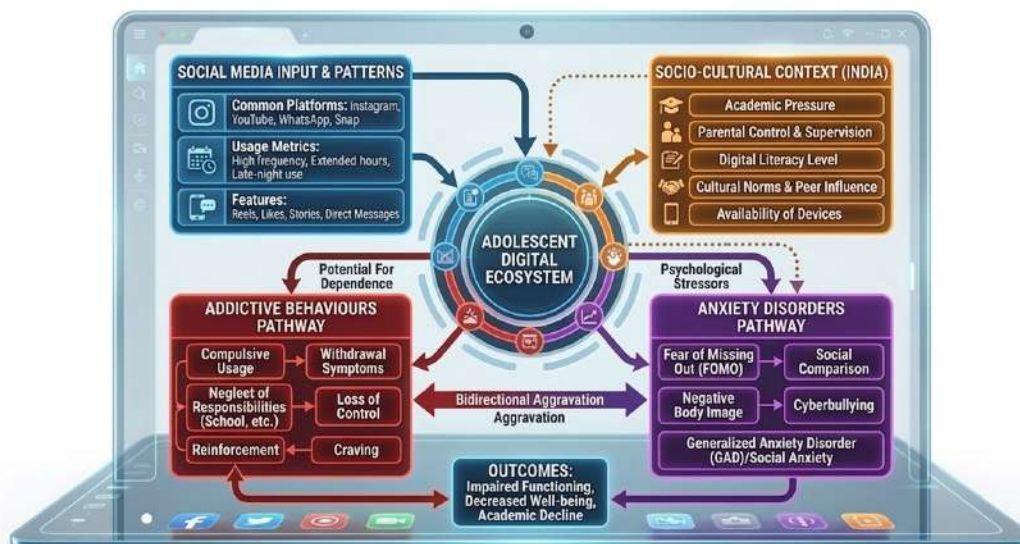 SOCIAL MEDIA INPUT & PATTERNS
Common Platforms: Instagram,
YouTube, WhatsApp, Snap
Usage Metrics:
High frequency, Extended hours,
Late-night use
Features:
Reels, Likes, Stories, Direct Messages
SOCIO-CULTURAL CONTEXT (INDIA)
Academic Pressure
Parental Control & Supervision
Digital Literacy Level
Cultural Norms & Peer Influence
Availability of Devices
ADOLESCENT
DIGITAL
ECOSYSTEM
Potential For
Dependence
Psychological
Stressors
ADDICTIVE BEHAVIOURS
PATHWAY
Compulsive
Usage
Withdrawal
Symptoms
Neglect of
Responsibilities
(School, etc.)
Loss of
Control
Reinforcement
Craving
Bidirectional Aggravation
Aggravation
ANXIETY DISORDERS
PATHWAY
Fear of Missing
Out (FOMO)
Social
Comparison
Negative
Body Image
Cyberbullying
Generalized Anxiety Disorder
(GAD)/Social Anxiety
OUTCOMES:
Impaired Functioning,
Decreased Well-being,
Academic Decline